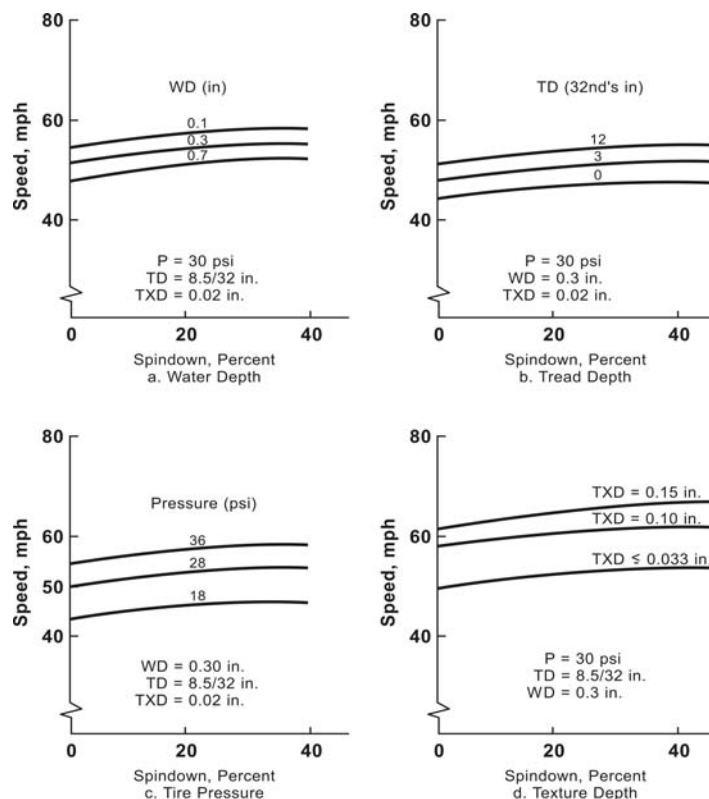 80
60
40
Speed, mph
WD (in)
0.1
0.3
0.7
P = 30 psi
TD = 8.5/32 in.
TXD = 0.02 in.
0 20 40
Spindown, Percent
a. Water Depth
80
60
40
Speed, mph
TD (32nd's in)
12
3
0
P = 30 psi
WD = 0.3 in.
TXD = 0.02 in.
0 20 40
Spindown, Percent
b. Tread Depth
80
60
50
40
Speed, mph
Pressure (psi)
36
28
18
WD = 0.30 in.
TD = 8.5/32 in.
TXD = 0.02 in.
0 20 40
Spindown, Percent
c. Tire Pressure
80
60
40
Speed, mph
TXD = 0.15 in.
TXD = 0.10 in.
TXD ≤ 0.033 in.
P = 30 psi
TD = 8.5/32 in.
WD = 0.3 in.
0 20 40
Spindown, Percent
d. Texture Depth